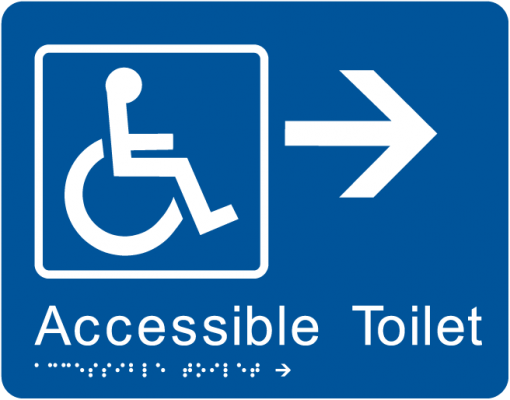 Accessible Toilet
⠁⠉⠉⠑⠎⠎⠊⠃⠇⠑ ⠞⠕⠊⠇⠑⠞ →